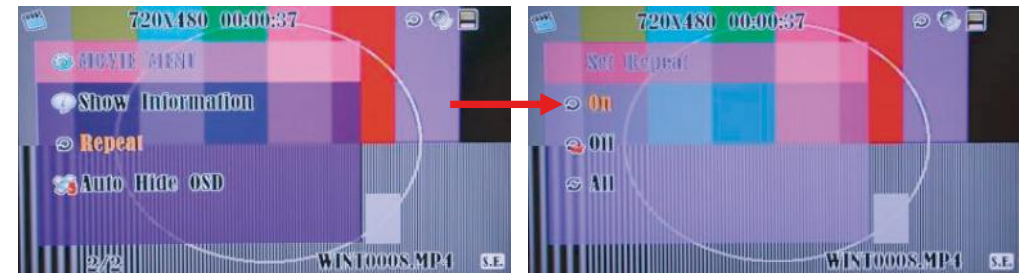 720X480 00:00:37
MOVIE MENU
Show Information
Repeat
Auto Hide OSD
2/2
WINT0008.MP4
S.E.
720X480 00:00:37
Set Repeat
On
Off
All
WINT0008.MP4
S.E.